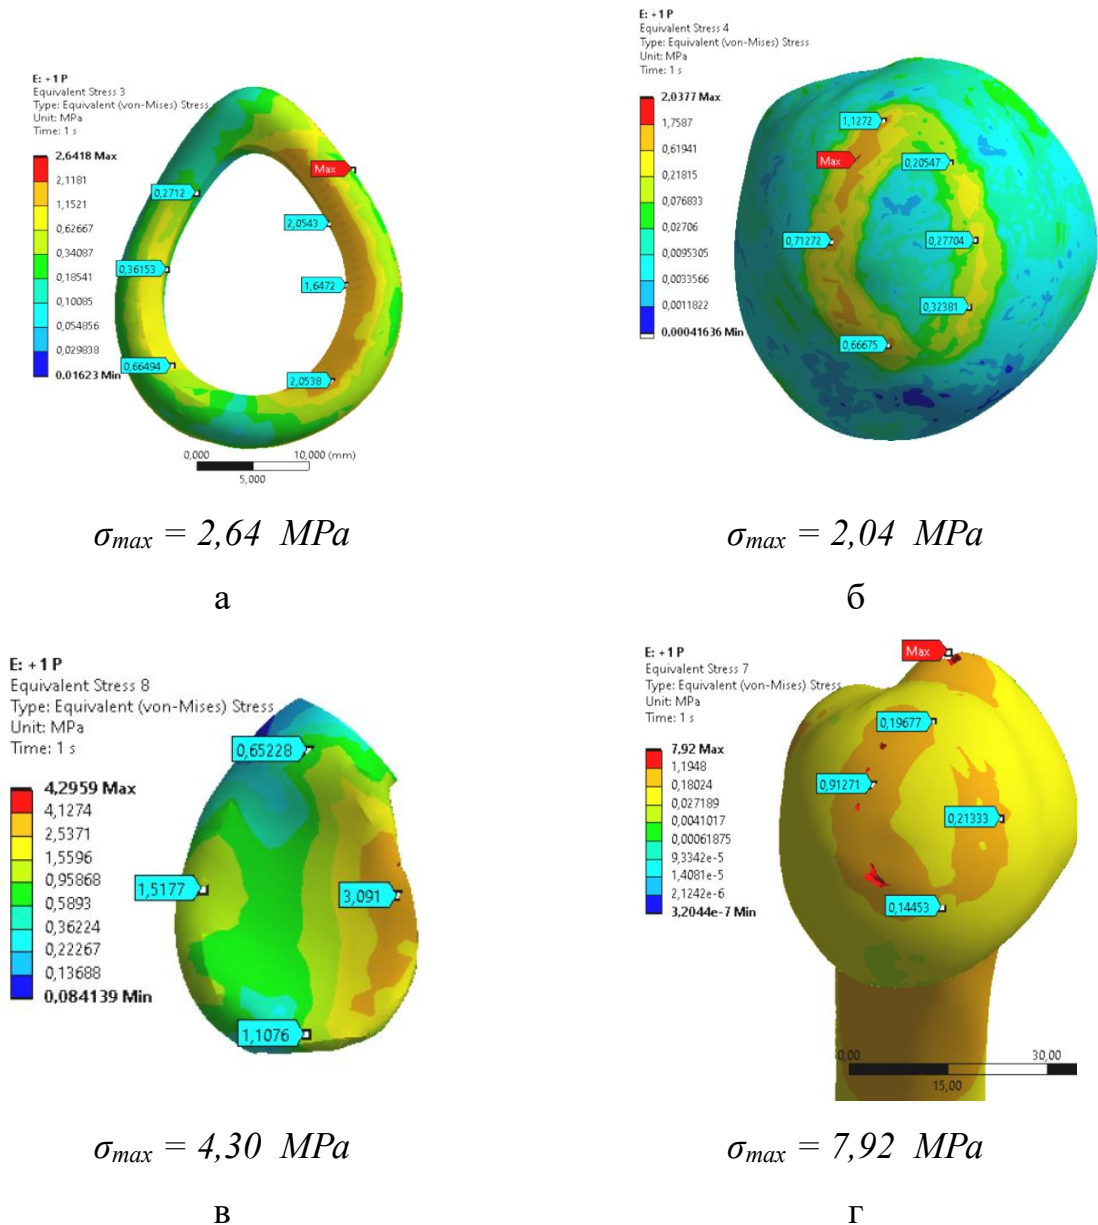 E: +1 P
Equivalent Stress 3
Type: Equivalent (von-Mises) Stress
Unit: MPa
Time: 1 s
2,6418 Max
2,1181
1,1521
0,62667
0,34087
0,18541
0,10085
0,054856
0,029838
0,01623 Min
Max
0,2712
2,0543
0,36153
1,6472
0,66494
2,0538
0,000
10,000 (mm)
5,000
E: +1 P
Equivalent Stress 4
Type: Equivalent (von-Mises) Stress
Unit: MPa
Time: 1 s
2,0377 Max
1,7587
0,61941
0,21815
0,076833
0,02706
0,0095305
0,0033566
0,0011822
0,00041636 Min
1,1272
Max
0,20547
0,71272
0,27704
0,32381
0,66675
σmax = 2,64 MPa
σmax = 2,04 MPa
а
б
E: +1 P
Equivalent Stress 8
Type: Equivalent (von-Mises) Stress
Unit: MPa
Time: 1 s
4,2959 Max
4,1274
2,5371
1,5596
0,95868
0,5893
0,36224
0,22267
0,13688
0,084139 Min
0,65228
1,5177
3,091
1,1076
E: +1 P
Equivalent Stress 7
Type: Equivalent (von-Mises) Stress
Unit: MPa
Time: 1 s
7,92 Max
1,1948
0,18024
0,027189
0,0041017
0,00061875
9,3342e-5
1,4081e-5
2,1242e-6
3,2044e-7 Min
Max
0,19677
0,91271
0,21333
0,14453
0,00
30,00
15,00
σmax = 4,30 MPa
σmax = 7,92 MPa
в
г